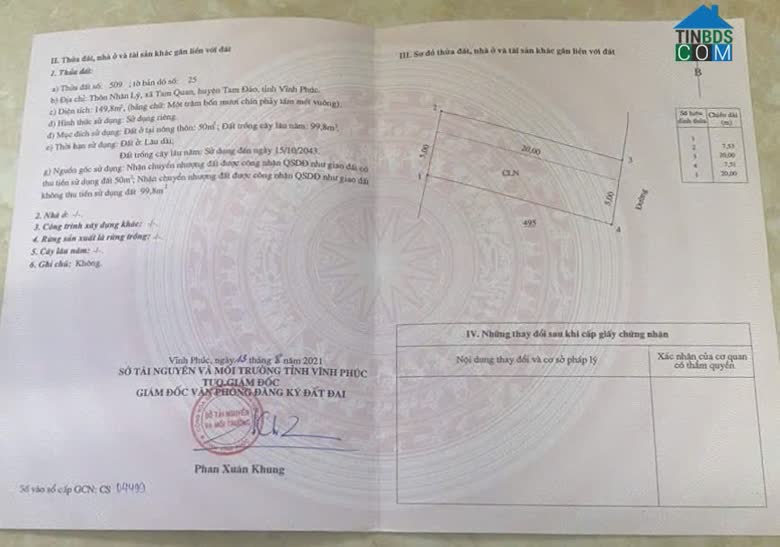 TINBDS
COM
II. Thửa đất, nhà ở và tài sản khác gắn liền với đất
1. Thửa đất:
a) Thửa đất số: 509 ; tờ bản đồ số: 25
b) Địa chỉ: Thôn Nhân Lý, xã Tam Quan, huyện Tam Đảo, tỉnh Vĩnh Phúc.
c) Diện tích: 149,8m², (bằng chữ: Một trăm bốn mươi chín phảy tám mét vuông).
d) Hình thức sử dụng: Sử dụng riêng.
đ) Mục đích sử dụng: Đất ở tại nông thôn: 50m²; Đất trồng cây lâu năm: 99,8m².
e) Thời hạn sử dụng: Đất ở: Lâu dài;
Đất trồng cây lâu năm: Sử dụng đến ngày 15/10/2043.
g) Nguồn gốc sử dụng: Nhận chuyển nhượng đất được công nhận QSDĐ như giao đất có
thu tiền sử dụng đất 50m²; Nhận chuyển nhượng đất được công nhận QSDĐ như giao đất
không thu tiền sử dụng đất 99,8m²
2. Nhà ở: -/-.
3. Công trình xây dựng khác: -/-.
4. Rừng sản xuất là rừng trồng: -/-.
5. Cây lâu năm: -/-.
6. Ghi chú: Không.
Vĩnh Phúc, ngày 13 tháng 8 năm 2021
SỞ TÀI NGUYÊN VÀ MÔI TRƯỜNG TỈNH VĨNH PHÚC
TUQ.GIÁM ĐỐC
GIÁM ĐỐC VĂN PHÒNG ĐĂNG KÝ ĐẤT ĐAI
SỞ TÀI NGUYÊN
VÀ MÔI TRƯỜNG
Phan Xuân Khung
Số vào sổ cấp GCN: CS 04499
III. Sơ đồ thửa đất, nhà ở và tài sản khác gắn liền với đất
B
Số hiệu đỉnh thửa
Chiều dài (m)
1
2 7,53
3 20,00
4 7,51
1 20,00
2
20,00
3
5,00
CLN
1
5,00
Đường
495
4
IV. Những thay đổi sau khi cấp giấy chứng nhận
Nội dung thay đổi và cơ sở pháp lý
Xác nhận của cơ quan
có thẩm quyền